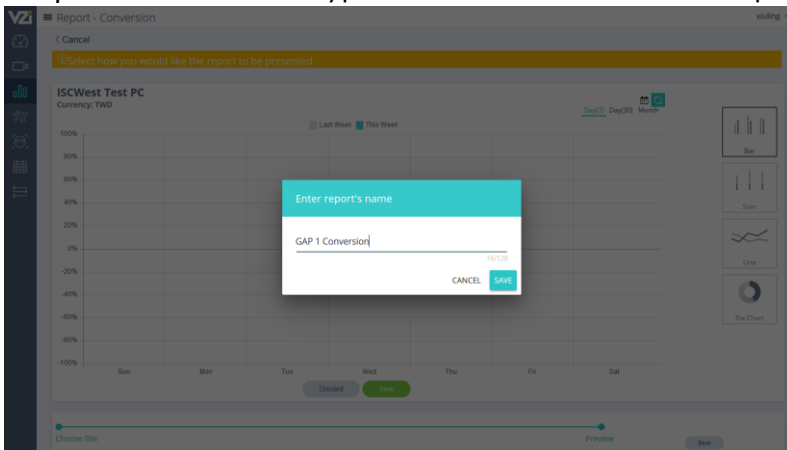 VZi
Report - Conversion
xiuling
< Cancel
Select how you would like the report to be presented.
ISCWest Test PC
Currency: TWD
Day(7) Day(30) Month
Last Week This Week
100%
80%
60%
40%
20%
0%
-20%
-40%
-60%
-80%
-100%
Sun Mon Tue Wed Thu Fri Sat
Enter report's name
GAP 1 Conversion
16/128
CANCEL SAVE
Discard Save
Bar
Sum
Line
Pie Chart
Choose Site
Preview
Back